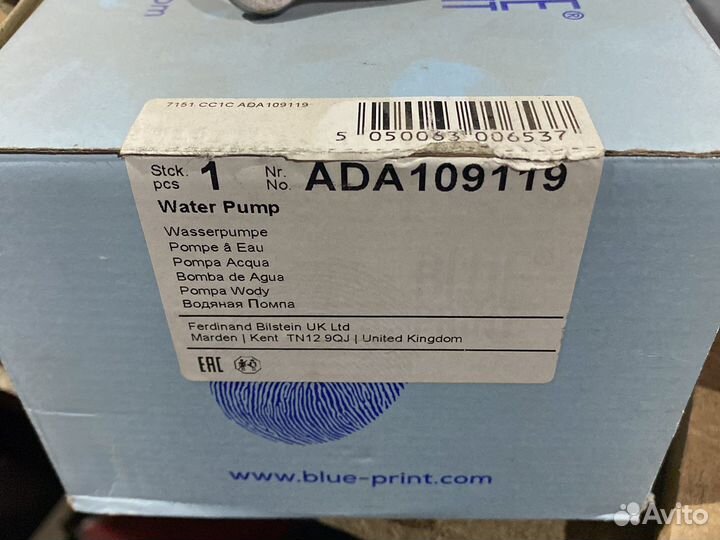 om
®
7151 CC1C ADA109119
5 050063 006537
Stck. pcs 1 Nr. No. ADA109119
Water Pump
Wasserpumpe
Pompe â Eau
Pompa Acqua
Bomba de Agua
Pompa Wody
Водяная Помпа
Ferdinand Bilstein UK Ltd
Marden | Kent TN12 9QJ | United Kingdom
EAC
www.blue-print.com
Avito